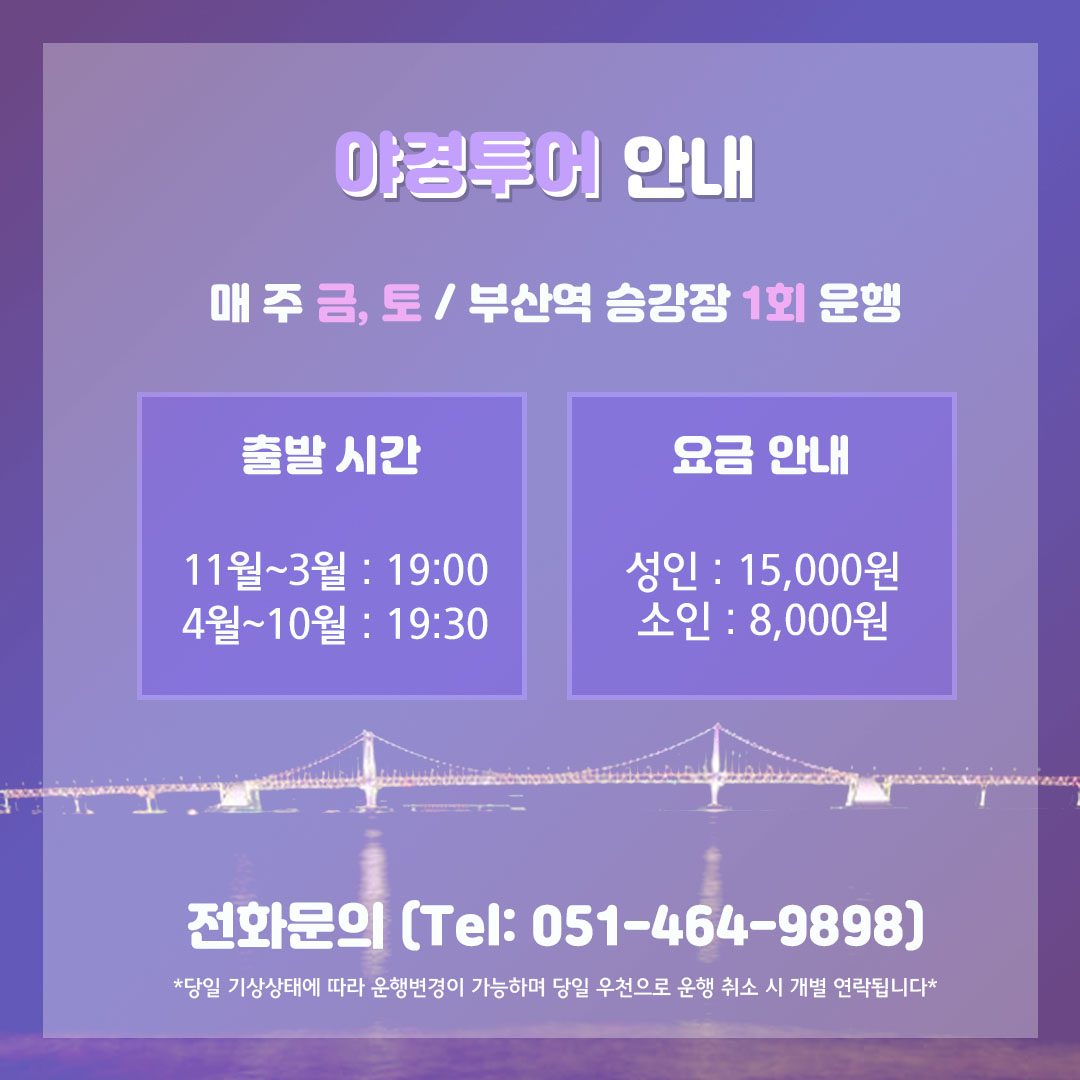 야경투어 안내
매 주 금, 토 / 부산역 승강장 1회 운행
출발 시간
11월~3월 : 19:00
4월~10월 : 19:30
요금 안내
성인 : 15,000원
소인 : 8,000원
전화문의 (Tel: 051-464-9898)
*당일 기상상태에 따라 운행변경이 가능하며 당일 우천으로 운행 취소 시 개별 연락됩니다*